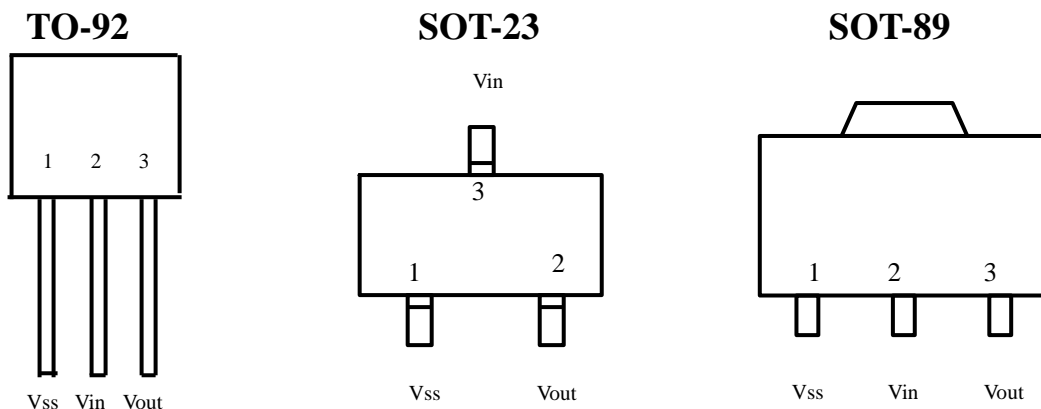 TO-92
SOT-23
SOT-89
Vin
1 2 3
3
1 2
1 2 3
Vss Vin Vout
Vss Vout
Vss Vin Vout